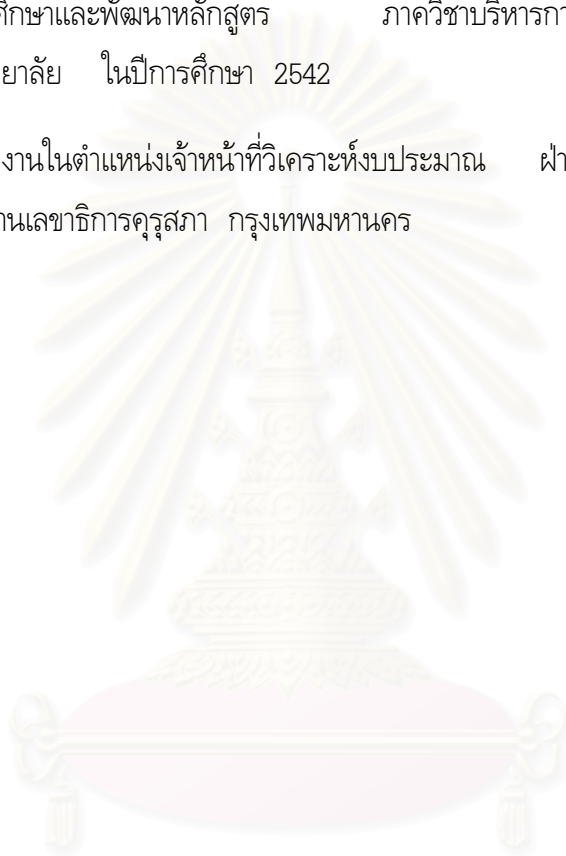 ศึกษาและพัฒนาหลักสูตร ภาควิชาบริหารกา
ยาลัย ในปีการศึกษา 2542
งานในตำแหน่งเจ้าหน้าที่วิเคราะห์งบประมาณ ฝ่า
านเลขาธิการคุรุสภา กรุงเทพมหานคร